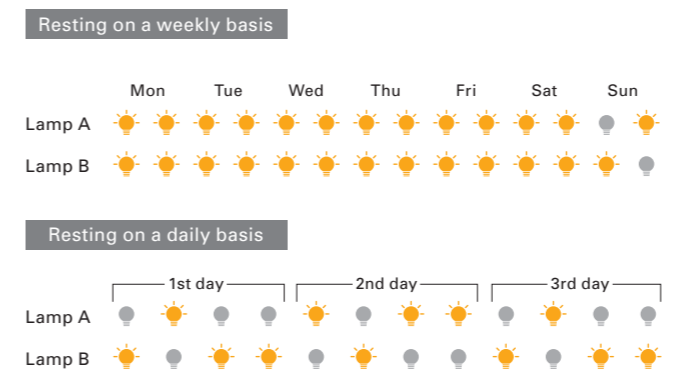 Resting on a weekly basis
Mon Tue Wed Thu Fri Sat Sun
Lamp A
Lamp B
Resting on a daily basis
1st day 2nd day 3rd day
Lamp A
Lamp B